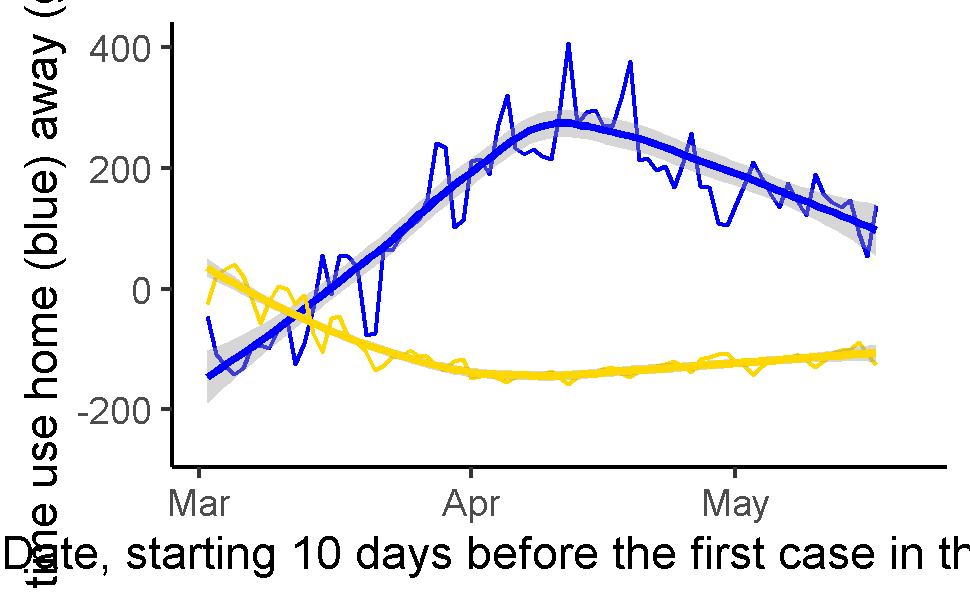 time use home (blue) away (
400
200
0
-200
Mar Apr May
Date, starting 10 days before the first case in th